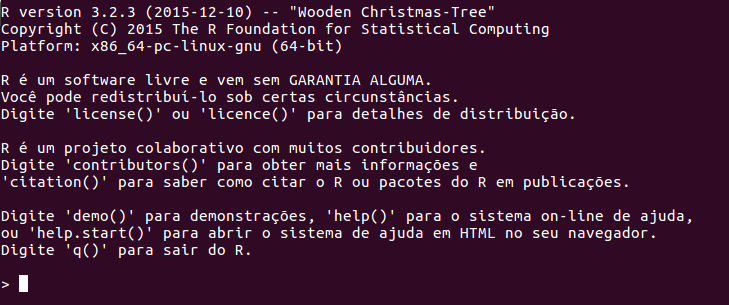 R version 3.2.3 (2015-12-10) -- "Wooden Christmas-Tree"
Copyright (C) 2015 The R Foundation for Statistical Computing
Platform: x86_64-pc-linux-gnu (64-bit)
R é um software livre e vem sem GARANTIA ALGUMA.
Você pode redistribuí-lo sob certas circunstâncias.
Digite 'license()' ou 'licence()' para detalhes de distribuição.
R é um projeto colaborativo com muitos contribuidores.
Digite 'contributors()' para obter mais informações e
'citation()' para saber como citar o R ou pacotes do R em publicações.
Digite 'demo()' para demonstrações, 'help()' para o sistema on-line de ajuda,
ou 'help.start()' para abrir o sistema de ajuda em HTML no seu navegador.
Digite 'q()' para sair do R.
>